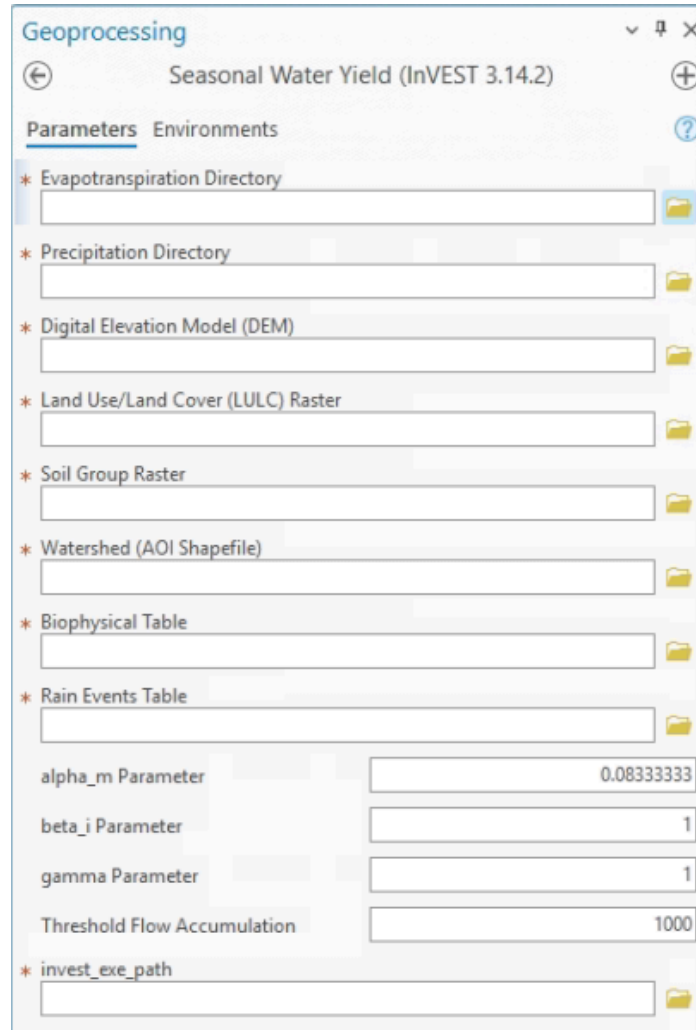 Geoprocessing
Seasonal Water Yield (InVEST 3.14.2)
Parameters Environments
* Evapotranspiration Directory
* Precipitation Directory
* Digital Elevation Model (DEM)
* Land Use/Land Cover (LULC) Raster
* Soil Group Raster
* Watershed (AOI Shapefile)
* Biophysical Table
* Rain Events Table
alpha_m Parameter 0.08333333
beta_i Parameter 1
gamma Parameter 1
Threshold Flow Accumulation 1000
* invest_exe_path